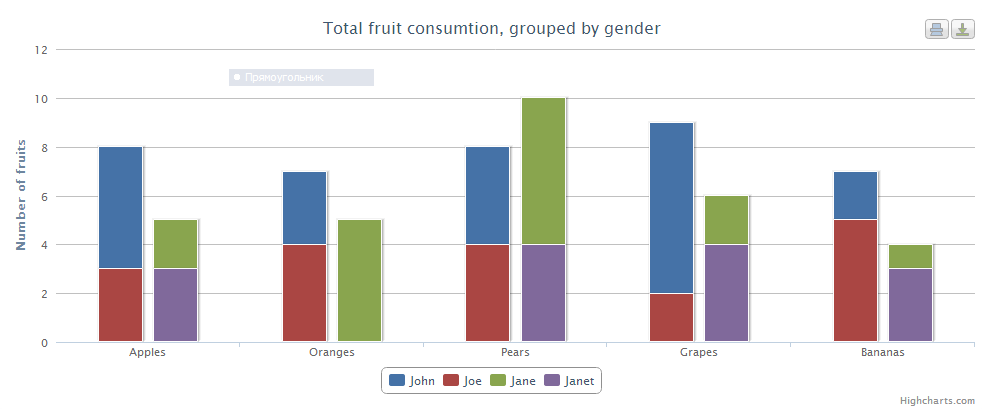 Total fruit consumtion, grouped by gender
Number of fruits
12
10
8
6
4
2
0
Прямоугольник
Apples Oranges Pears Grapes Bananas
John Joe Jane Janet
Highcharts.com